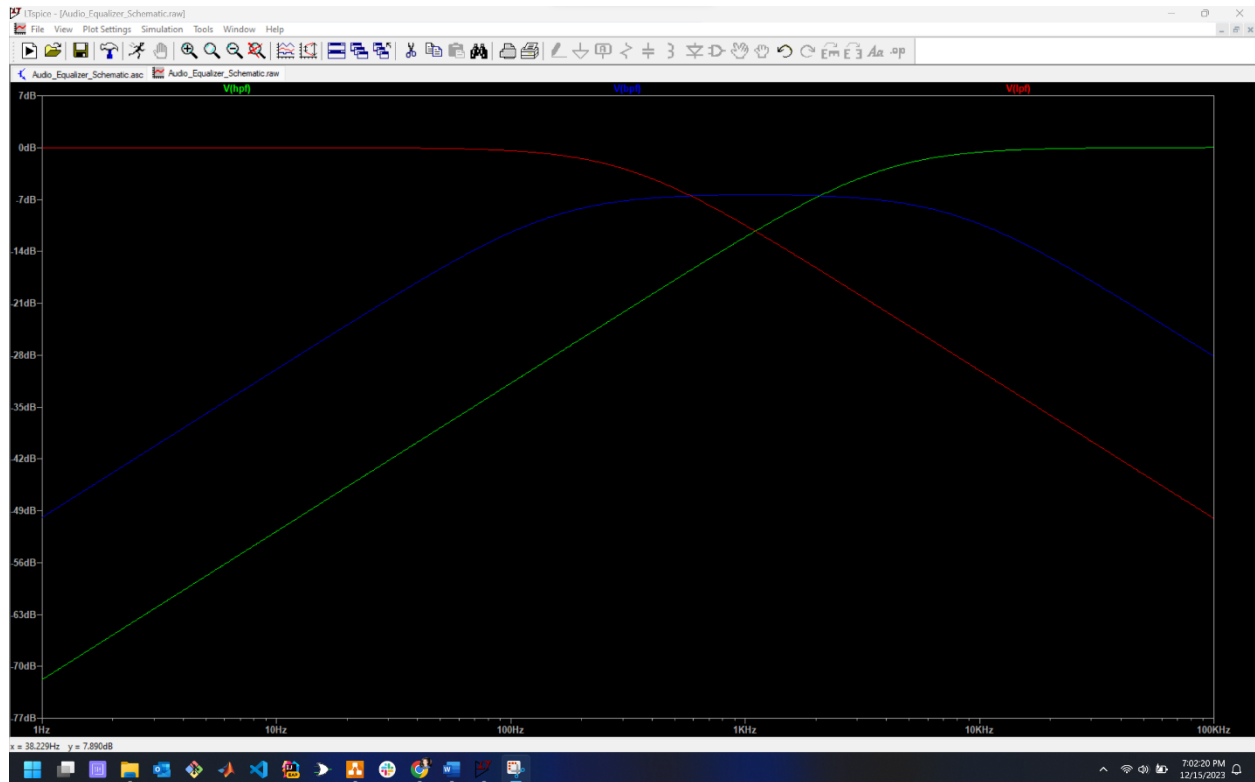 LTspice - [Audio_Equalizer_Schematic.raw]
File View Plot Settings Simulation Tools Window Help
Audio_Equalizer_Schematic.asc Audio_Equalizer_Schematic.raw
V(hpf) V(bpf) V(lpf)
7dB
0dB
-7dB
-14dB
-21dB
-28dB
-35dB
-42dB
-49dB
-56dB
-63dB
-70dB
-77dB
1Hz 10Hz 100Hz 1KHz 10KHz 100KHz
x = 38.229Hz y = 7.890dB
7:02:20 PM
12/15/2023